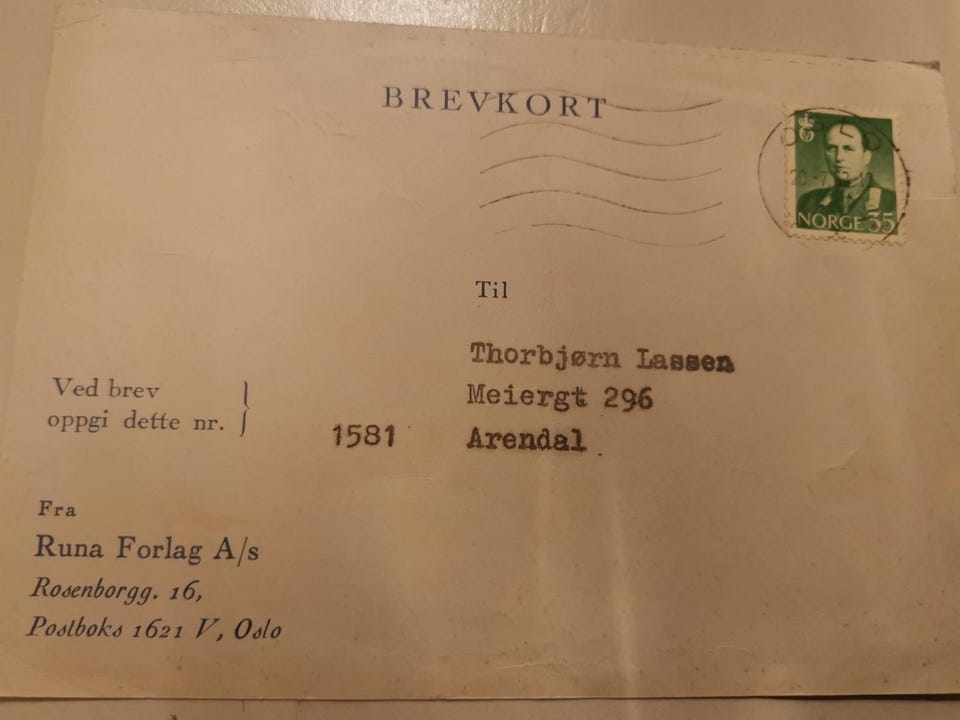 BREVKORT
NORGE 35
Til
Thorbjørn Lassen
Meiergt 296
Arendal
Ved brev
oppgi dette nr.
1581
Fra
Runa Forlag A/s
Rosenborgg. 16,
Postboks 1621 V, Oslo